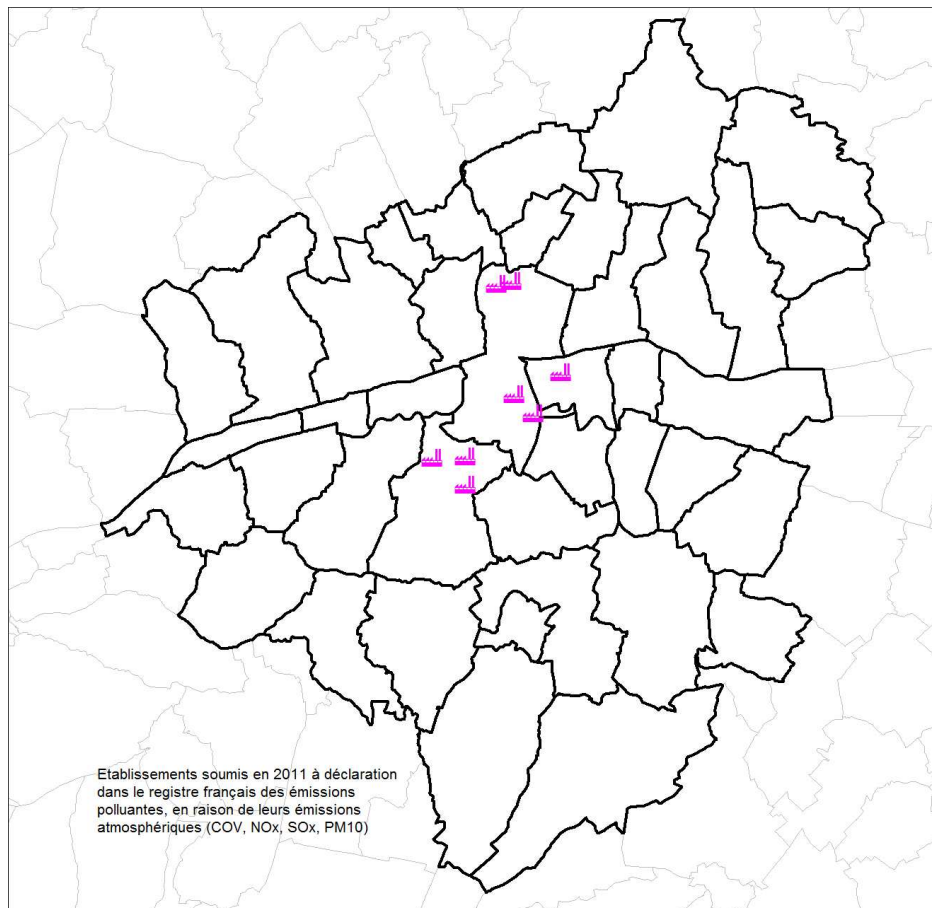 Etablissements soumis en 2011 à déclaration
dans le registre français des émissions
polluantes, en raison de leurs émissions
atmosphériques (COV, NOx, SOx, PM10)